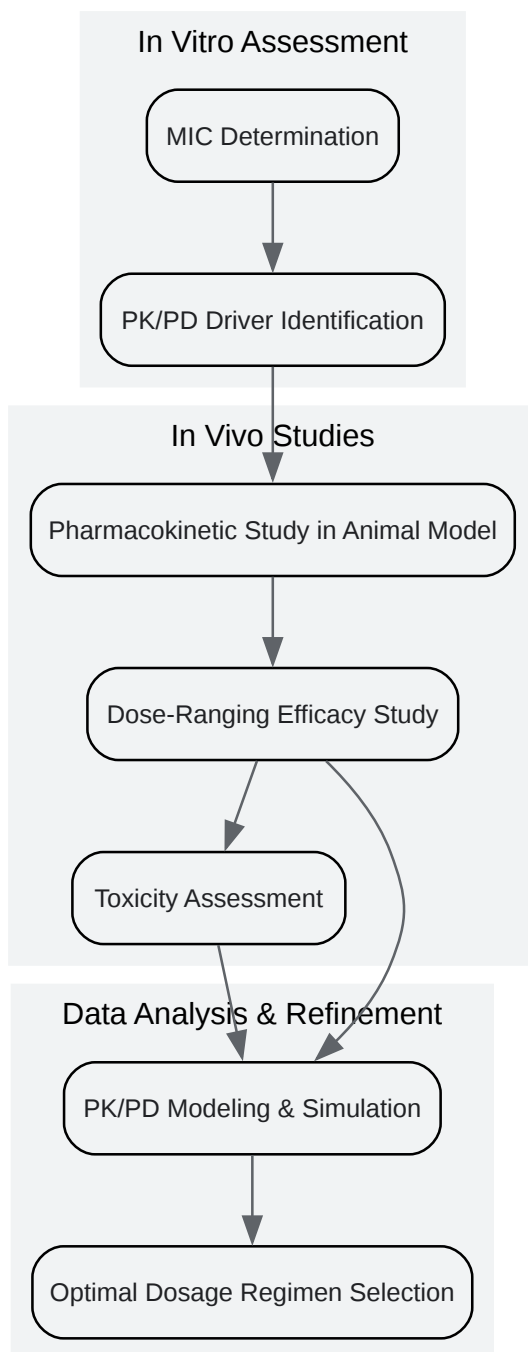 In Vitro Assessment
MIC Determination
PK/PD Driver Identification
In Vivo Studies
Pharmacokinetic Study in Animal Model
Dose-Ranging Efficacy Study
Toxicity Assessment
Data Analysis & Refinement
PK/PD Modeling & Simulation
Optimal Dosage Regimen Selection